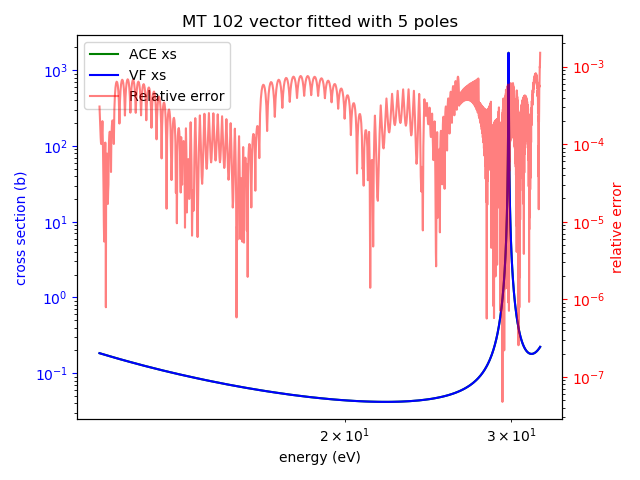 MT 102 vector fitted with 5 poles
ACE xs
VF xs
Relative error
10³
10²
10¹
10⁰
10⁻¹
cross section (b)
10⁻³
10⁻⁴
10⁻⁵
10⁻⁶
10⁻⁷
relative error
2 × 10¹
3 × 10¹
energy (eV)